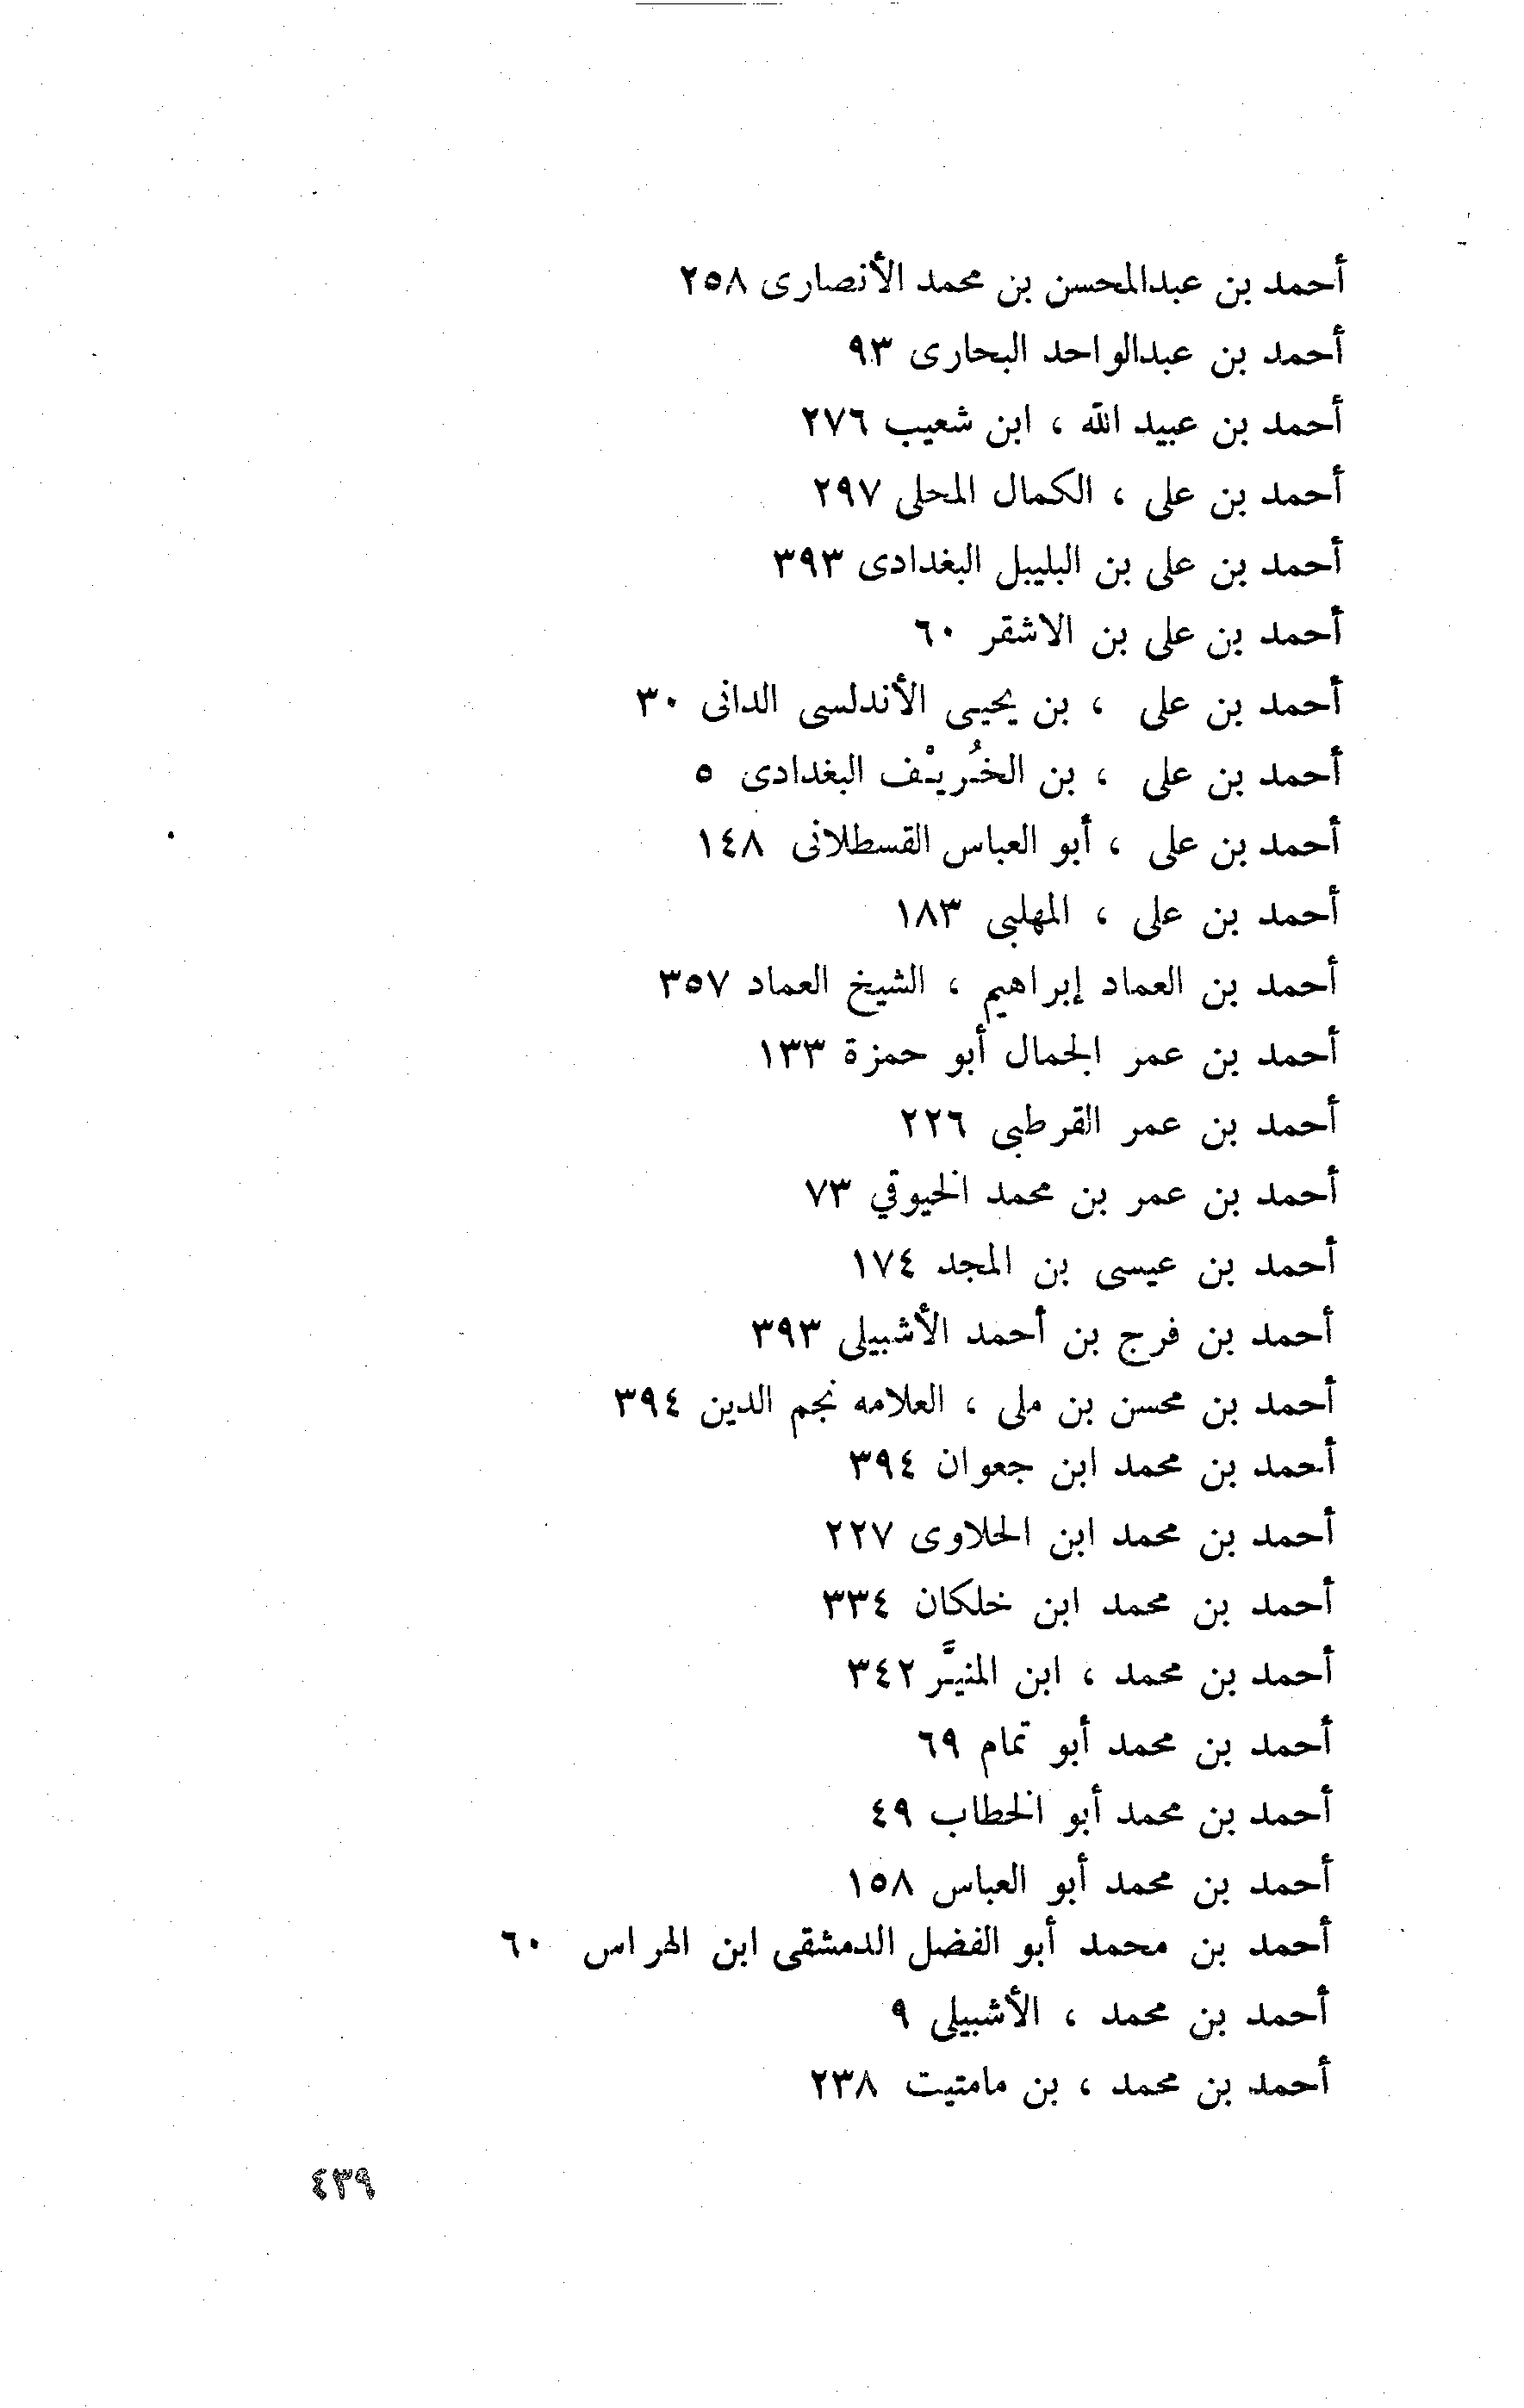 أحمد بن عبدالمحسن بن محمد الأنصارى ٢٥٨
أحمد بن عبدالواحد البحارى ٩٣
أحمد بن عبيد الله ، ابن شعيب ٢٧٦
أحمد بن على ، الكمال المحلى ٢٩٧
أحمد بن على بن البليبل البغدادى ٣٩٣
أحمد بن على بن الاشقر ٦٠
أحمد بن على ، بن يحيى الأندلسى الدانى ٣٠
أحمد بن على ، بن الخُريْف البغدادى ٥
أحمد بن على ، أبو العباس القسطلانى ١٤٨
أحمد بن على ، المهلبى ١٨٣
أحمد بن العماد إبراهيم ، الشيخ العماد ٣٥٧
أحمد بن عمر الجمال أبو حمزة ١٣٣
أحمد بن عمر القرطبى ٢٢٦
أحمد بن عمر بن محمد الخيوقي ٧٣
أحمد بن عيسى بن المجد ١٧٤
أحمد بن فرج بن أحمد الأشبيلى ٣٩٣
أحمد بن محسن بن ملى ، العلامه نجم الدين ٣٩٤
أحمد بن محمد ابن جعوان ٣٩٤
أحمد بن محمد ابن الحلاوى ٢٢٧
أحمد بن محمد ابن خلكان ٣٣٤
أحمد بن محمد ، ابن المنيَّر ٣٤٢
أحمد بن محمد أبو تمام ٦٩
أحمد بن محمد أبو الخطاب ٤٩
أحمد بن محمد أبو العباس ١٥٨
أحمد بن محمد أبو الفضل الدمشقى ابن الهراس ٦٠
أحمد بن محمد ، الأشبيلى ٩
أحمد بن محمد ، بن مامتيت ٢٣٨
٤٣٩